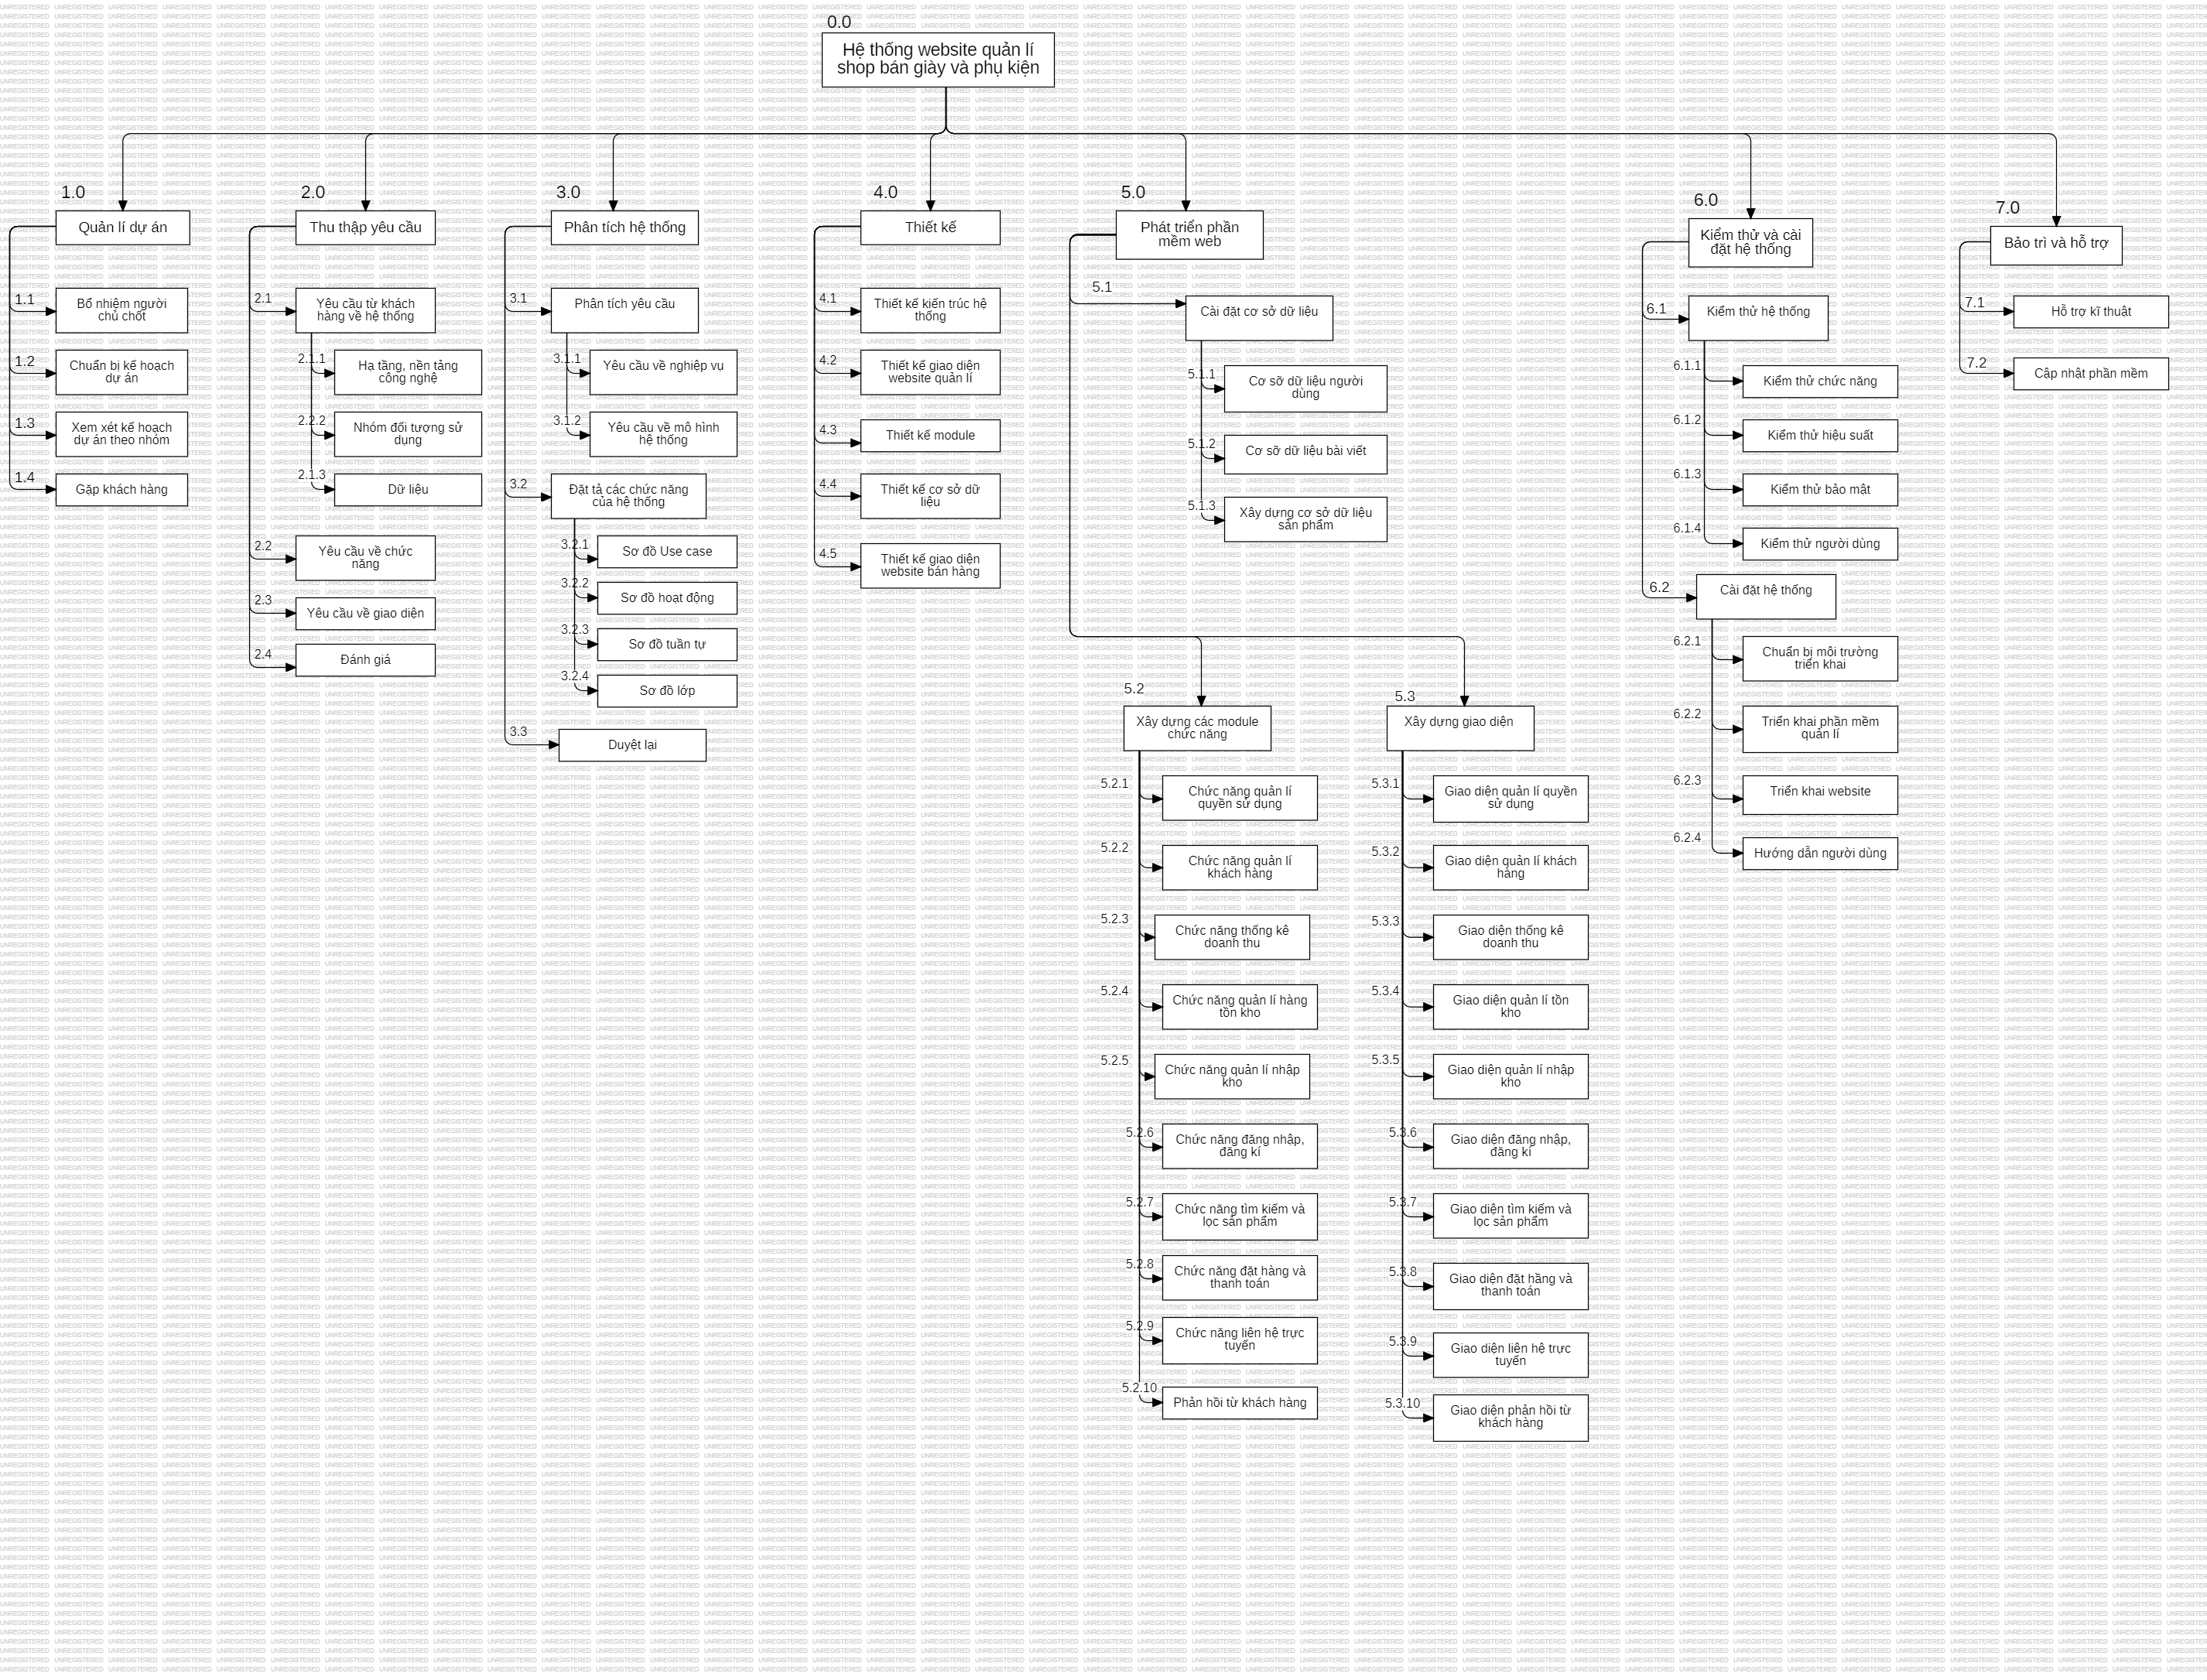 0.0
Hệ thống website quản lí
shop bán giày và phụ kiện
1.0
Quản lí dự án
1.1
Bổ nhiệm người
chủ chốt
1.2
Chuẩn bị kế hoạch
dự án
1.3
Xem xét kế hoạch
dự án theo nhóm
1.4
Gặp khách hàng
2.0
Thu thập yêu cầu
2.1
Yêu cầu từ khách
hàng về hệ thống
2.1.1
Hạ tầng, nền tảng
công nghệ
2.2.2
Nhóm đối tượng sử
dụng
2.1.3
Dữ liệu
2.2
Yêu cầu về chức
năng
2.3
Yêu cầu về giao diện
2.4
Đánh giá
3.0
Phân tích hệ thống
3.1
Phân tích yêu cầu
3.1.1
Yêu cầu về nghiệp vụ
3.1.2
Yêu cầu về mô hình
hệ thống
3.2
Đặt tả các chức năng
của hệ thống
3.2.1
Sơ đồ Use case
3.2.2
Sơ đồ hoạt động
3.2.3
Sơ đồ tuần tự
3.2.4
Sơ đồ lớp
3.3
Duyệt lại
4.0
Thiết kế
4.1
Thiết kế kiến trúc hệ
thống
4.2
Thiết kế giao diện
website quản lí
4.3
Thiết kế module
4.4
Thiết kế cơ sở dữ
liệu
4.5
Thiết kế giao diện
website bán hàng
5.0
Phát triển phần
mềm web
5.1
Cài đặt cơ sở dữ liệu
5.1.1
Cơ sỡ dữ liệu người
dùng
5.1.2
Cơ sỡ dữ liệu bài viết
5.1.3
Xây dựng cơ sở dữ liệu
sản phẩm
5.2
Xây dựng các module
chức năng
5.2.1
Chức năng quản lí
quyền sử dụng
5.2.2
Chức năng quản lí
khách hàng
5.2.3
Chức năng thống kê
doanh thu
5.2.4
Chức năng quản lí hàng
tồn kho
5.2.5
Chức năng quản lí nhập
kho
5.2.6
Chức năng đăng nhập,
đăng kí
5.2.7
Chức năng tìm kiếm và
lọc sản phẩm
5.2.8
Chức năng đặt hàng và
thanh toán
5.2.9
Chức năng liên hệ trực
tuyến
5.2.10
Phản hồi từ khách hàng
5.3
Xây dựng giao diện
5.3.1
Giao diện quản lí quyền
sử dụng
5.3.2
Giao diện quản lí khách
hàng
5.3.3
Giao diện thống kê
doanh thu
5.3.4
Giao diện quản lí tồn
kho
5.3.5
Giao diện quản lí nhập
kho
5.3.6
Giao diện đăng nhập,
đăng kí
5.3.7
Giao diện tìm kiếm và
lọc sản phẩm
5.3.8
Giao diện đặt hằng và
thanh toán
5.3.9
Giao diện liên hệ trực
tuyến
5.3.10
Giao diện phản hồi từ
khách hàng
6.0
Kiểm thử và cài
đặt hệ thống
6.1
Kiểm thử hệ thống
6.1.1
Kiểm thử chức năng
6.1.2
Kiểm thử hiệu suất
6.1.3
Kiểm thử bảo mật
6.1.4
Kiểm thử người dùng
6.2
Cài đặt hệ thống
6.2.1
Chuẩn bị môi trường
triển khai
6.2.2
Triển khai phần mềm
quản lí
6.2.3
Triển khai website
6.2.4
Hướng dẫn người dùng
7.0
Bảo trì và hỗ trợ
7.1
Hỗ trợ kĩ thuật
7.2
Cập nhật phần mềm